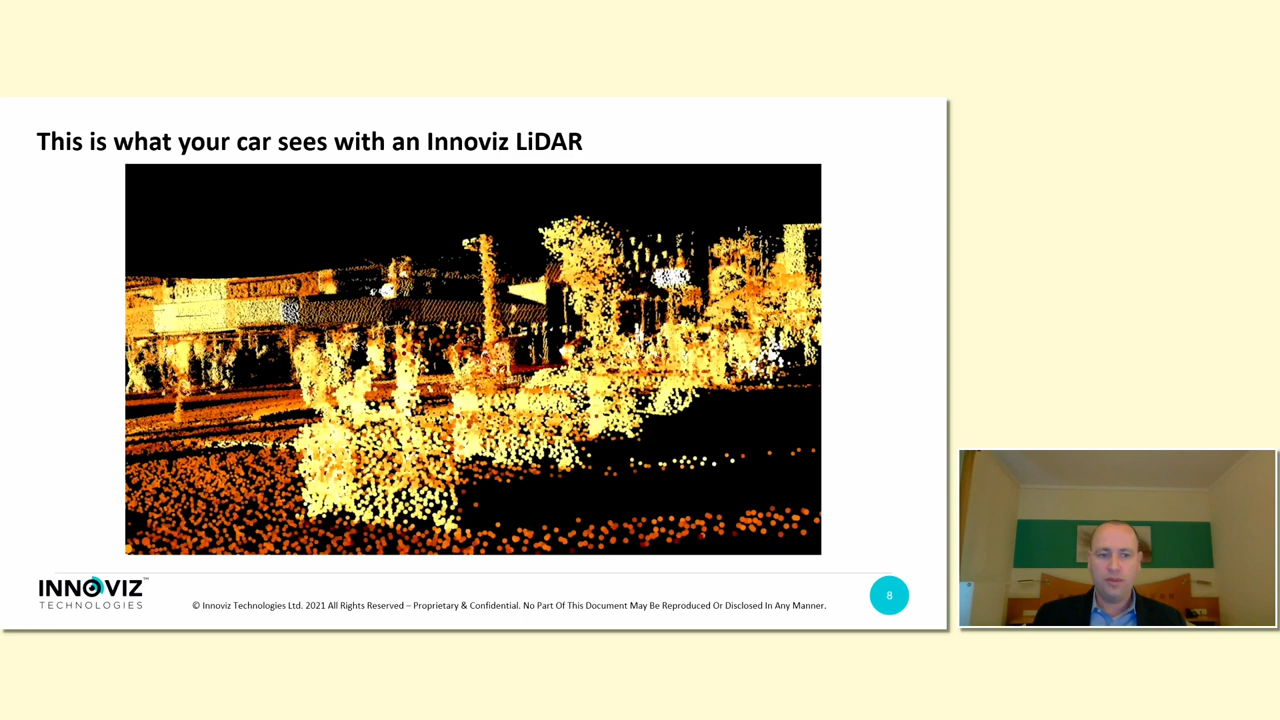 This is what your car sees with an Innoviz LiDAR
INNOVIZ™
TECHNOLOGIES
© Innoviz Technologies Ltd. 2021 All Rights Reserved – Proprietary & Confidential. No Part Of This Document May Be Reproduced Or Disclosed In Any Manner.
8